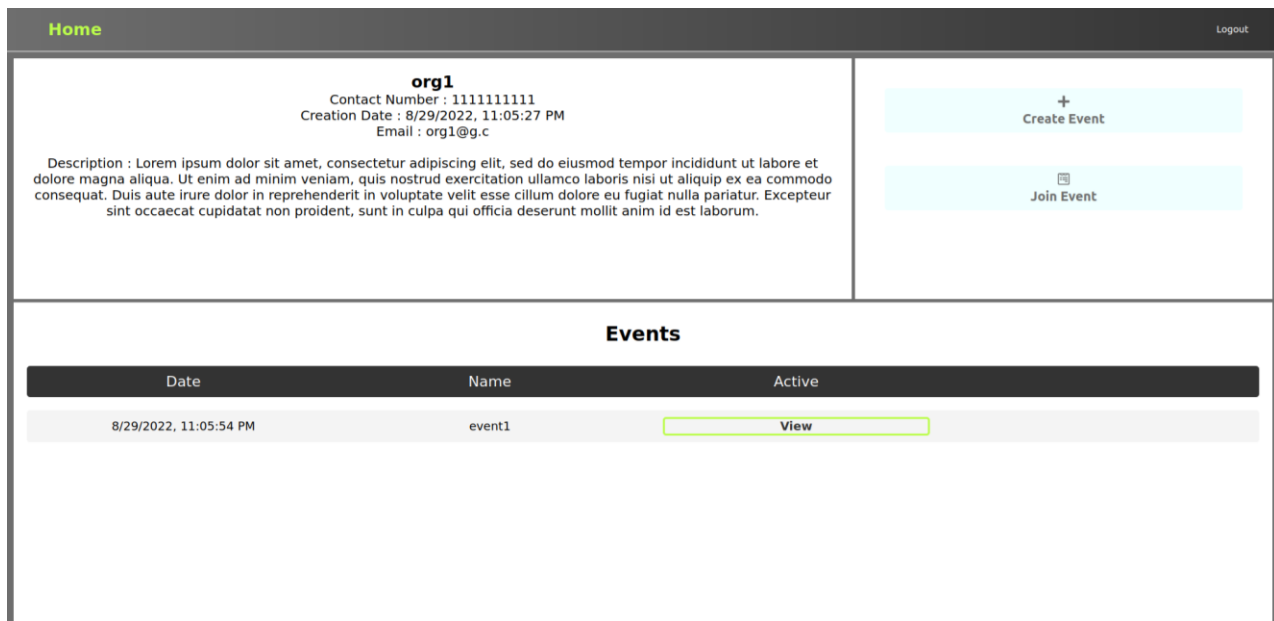 Home
Logout
org1
Contact Number : 1111111111
Creation Date : 8/29/2022, 11:05:27 PM
Email : org1@g.c
Description : Lorem ipsum dolor sit amet, consectetur adipiscing elit, sed do eiusmod tempor incididunt ut labore et
dolore magna aliqua. Ut enim ad minim veniam, quis nostrud exercitation ullamco laboris nisi ut aliquip ex ea commodo
consequat. Duis aute irure dolor in reprehenderit in voluptate velit esse cillum dolore eu fugiat nulla pariatur. Excepteur
sint occaecat cupidatat non proident, sunt in culpa qui officia deserunt mollit anim id est laborum.
Create Event
Join Event
Events
Date Name Active
8/29/2022, 11:05:54 PM event1 View